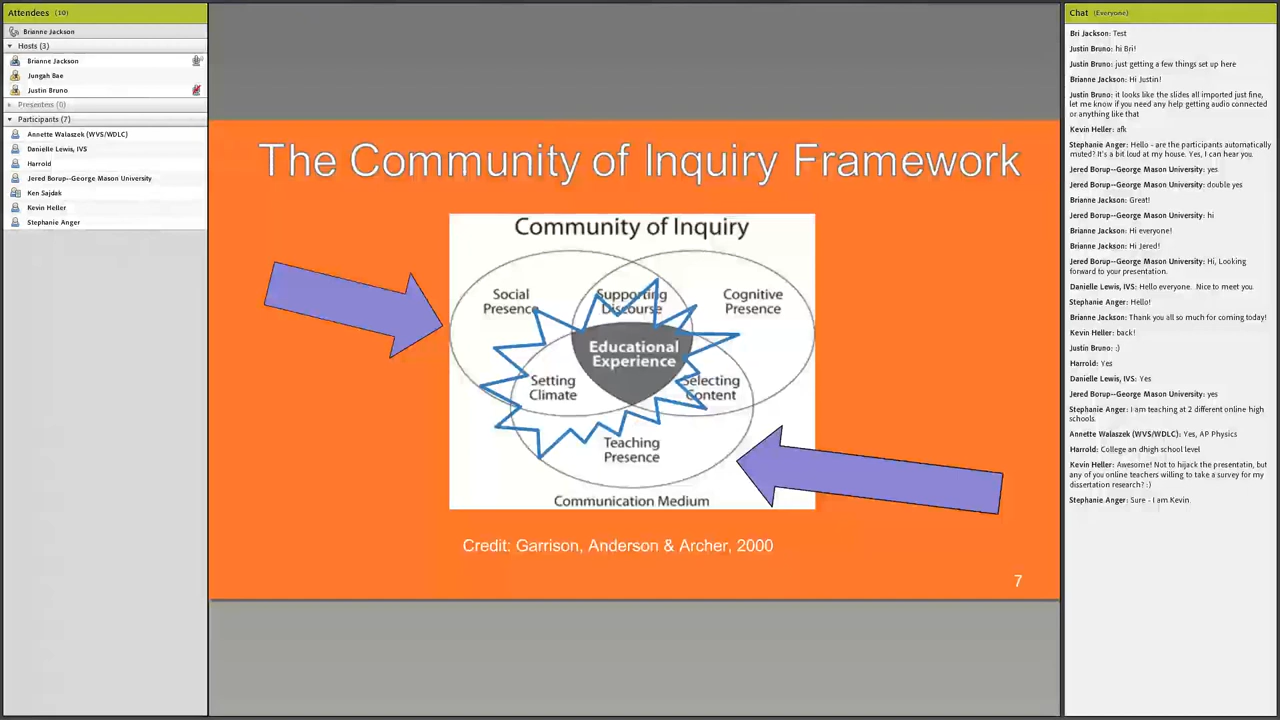 Attendees (10)
Brianne Jackson
Hosts (3)
Brianne Jackson
Jungah Bae
Justin Bruno
Presenters (0)
Participants (7)
Annette Walaszek (WVS/WDLC)
Danielle Lewis, IVS
Harrold
Jered Borup--George Mason University
Ken Sajdak
Kevin Heller
Stephanie Anger
The Community of Inquiry Framework
Community of Inquiry
Social
Presence
Supporting
Discourse
Cognitive
Presence
Educational
Experience
Setting
Climate
Selecting
Content
Teaching
Presence
Communication Medium
Credit: Garrison, Anderson & Archer, 2000
7
Chat (Everyone)
Bri Jackson: Test
Justin Bruno: hi Bri!
Justin Bruno: just getting a few things set up here
Brianne Jackson: Hi Justin!
Justin Bruno: it looks like the slides all imported just fine,
let me know if you need any help getting audio connected
or anything like that
Kevin Heller: afk
Stephanie Anger: Hello - are the participants automatically
muted? It's a bit loud at my house. Yes, I can hear you.
Jered Borup--George Mason University: yes
Jered Borup--George Mason University: double yes
Brianne Jackson: Great!
Jered Borup--George Mason University: hi
Brianne Jackson: Hi everyone!
Brianne Jackson: Hi Jered!
Jered Borup--George Mason University: Hi, Looking
forward to your presentation.
Danielle Lewis, IVS: Hello everyone. Nice to meet you.
Stephanie Anger: Hello!
Brianne Jackson: Thank you all so much for coming today!
Kevin Heller: back!
Justin Bruno: :)
Harrold: Yes
Danielle Lewis, IVS: Yes
Jered Borup--George Mason University: yes
Stephanie Anger: I am teaching at 2 different online high
schools.
Annette Walaszek (WVS/WDLC): Yes, AP Physics
Harrold: College an dhigh school level
Kevin Heller: Awesome! Not to hijack the presentatin, but
any of you online teachers willing to take a survey for my
dissertation research? :)
Stephanie Anger: Sure - I am Kevin.